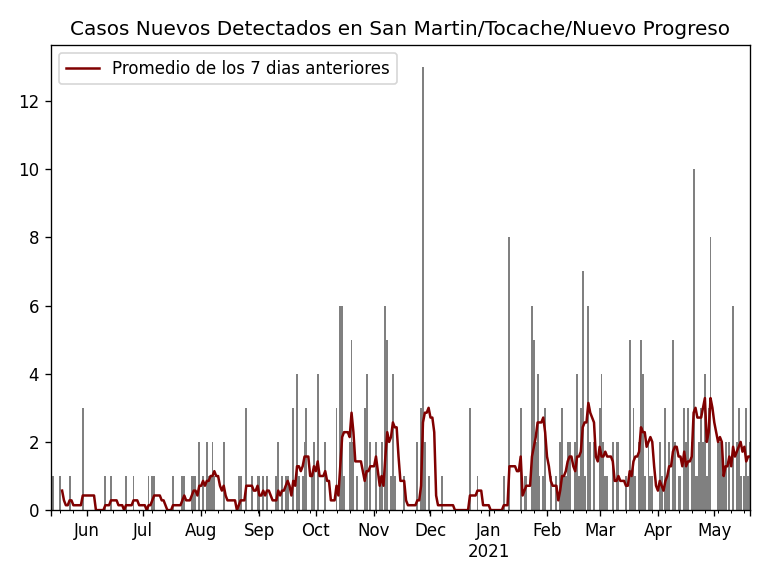 Casos Nuevos Detectados en San Martin/Tocache/Nuevo Progreso
Promedio de los 7 dias anteriores
12
10
8
6
4
2
0
Jun Jul Aug Sep Oct Nov Dec Jan Feb Mar Apr May
2021